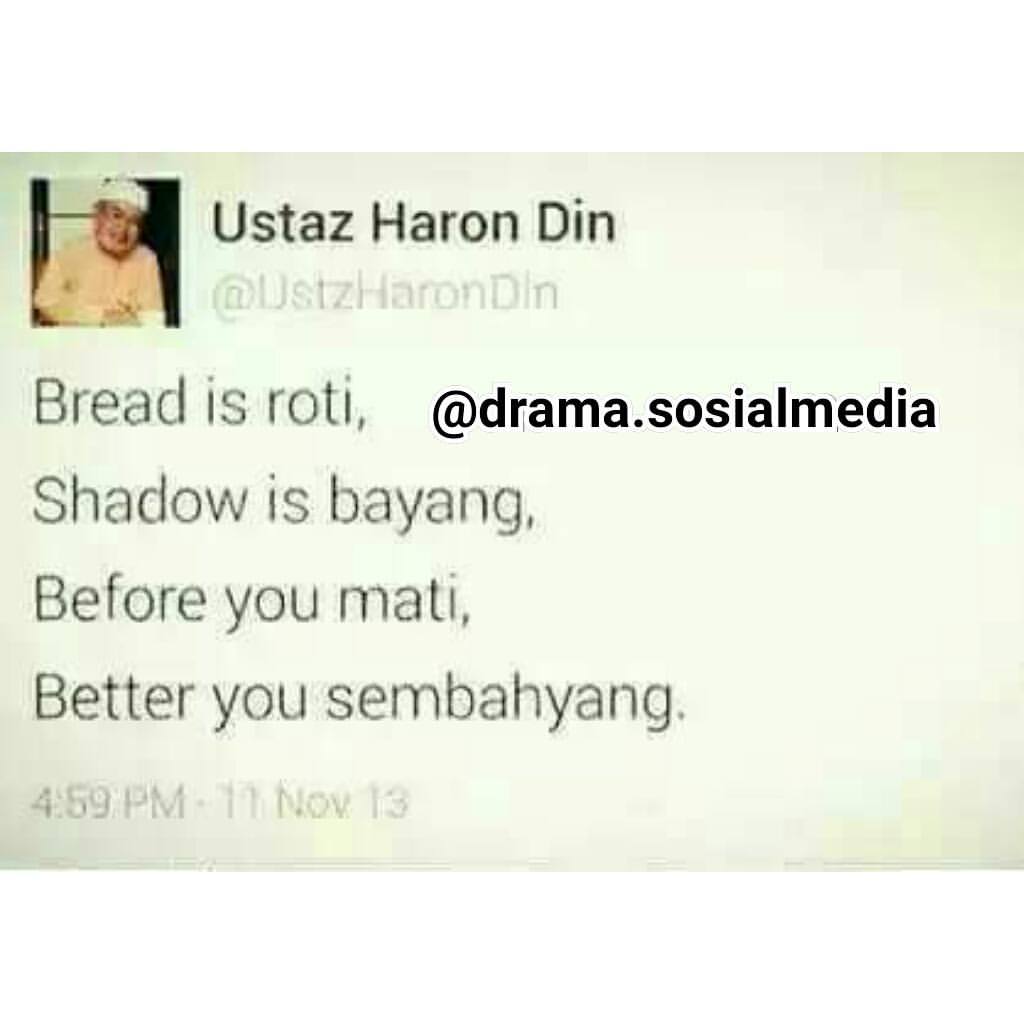 Ustaz Haron Din
@UstzHaronDin
Bread is roti,
@drama.sosialmedia
Shadow is bayang,
Before you mati,
Better you sembahyang.
4:59 PM · 11 Nov 13